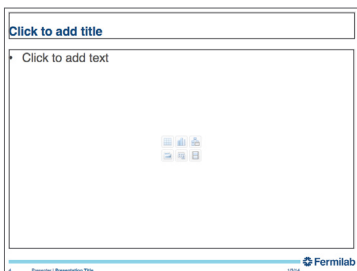 Click to add title
• Click to add text
Fermilab
Presenter | Presentation Title